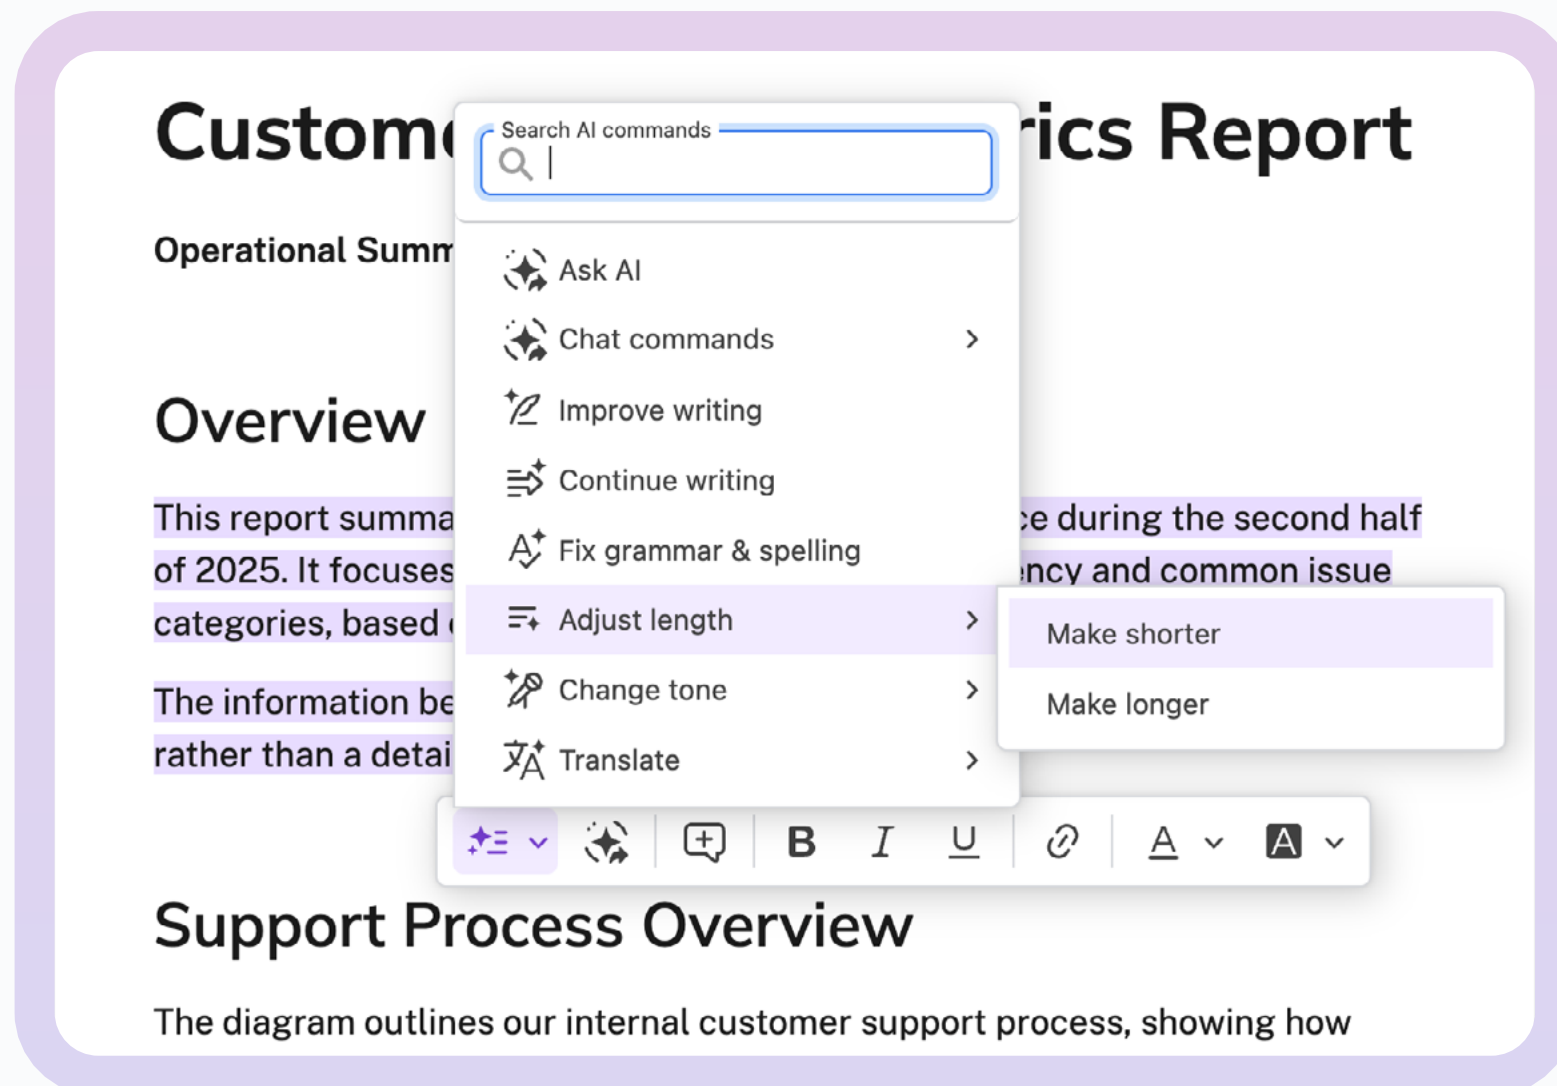 Custom rics Report
Search AI commands
Operational Summ
Ask AI
Chat commands
Overview
Improve writing
Continue writing
This report summa ce during the second half
Fix grammar & spelling
of 2025. It focuses ency and common issue
categories, based
Adjust length
Make shorter
The information be
Change tone
Make longer
rather than a detai
Translate
B I U A A
Support Process Overview
The diagram outlines our internal customer support process, showing how